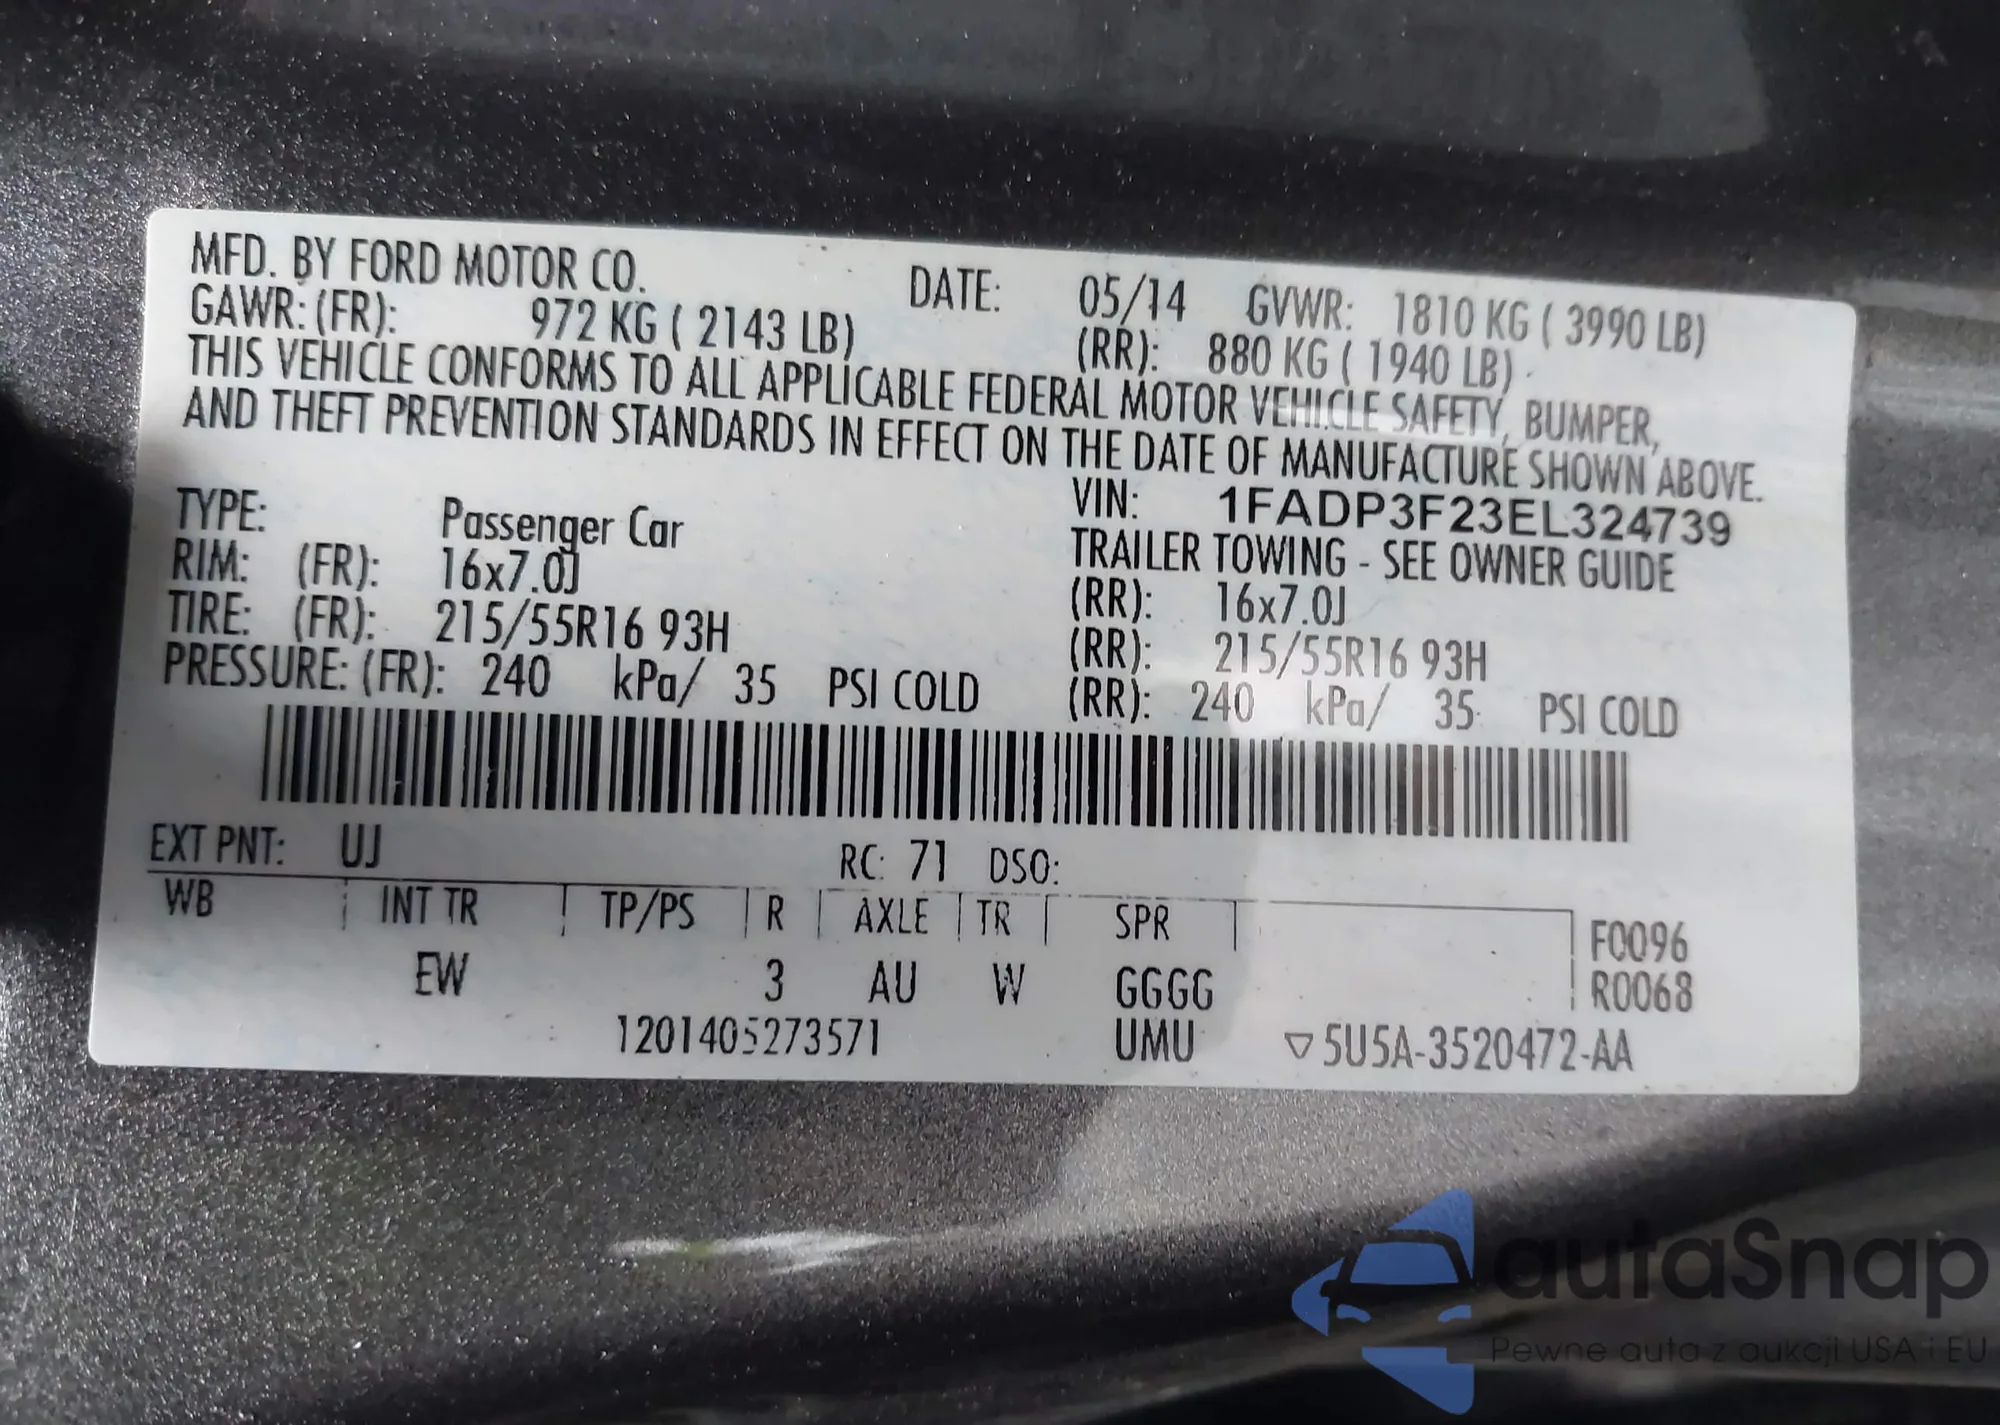 MFD. BY FORD MOTOR CO. DATE: 05/14 GVWR: 1810 KG ( 3990 LB)
GAWR: (FR): 972 KG ( 2143 LB) (RR): 880 KG ( 1940 LB)
THIS VEHICLE CONFORMS TO ALL APPLICABLE FEDERAL MOTOR VEHICLE SAFETY, BUMPER,
AND THEFT PREVENTION STANDARDS IN EFFECT ON THE DATE OF MANUFACTURE SHOWN ABOVE.
VIN: 1FADP3F23EL324739
TYPE: Passenger Car TRAILER TOWING - SEE OWNER GUIDE
RIM: (FR): 16x7.0J (RR): 16x7.0J
TIRE: (FR): 215/55R16 93H (RR): 215/55R16 93H
PRESSURE: (FR): 240 kPa/ 35 PSI COLD (RR): 240 kPa/ 35 PSI COLD
EXT PNT: UJ RC: 71 DSO:
WB INT TR TP/PS R AXLE TR SPR F0096
EW 3 AU W GGGG R0068
1201405273571 UMU ▽5U5A-3520472-AA
autaSnap
Pewne auta z aukcji USA i EU